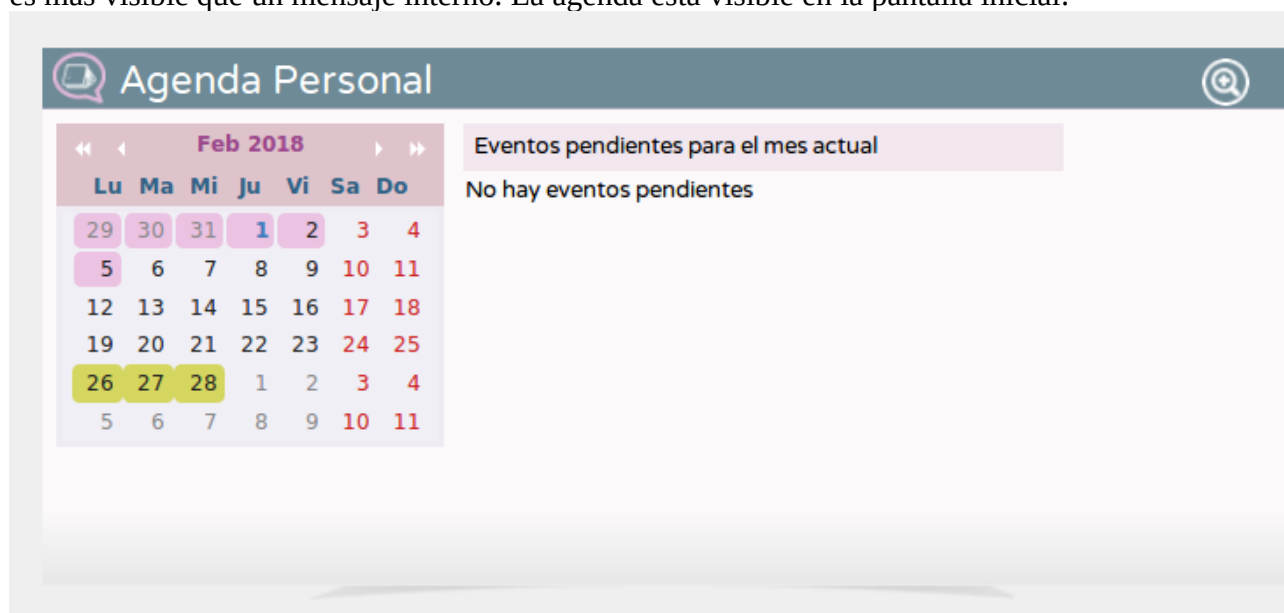 es más visible que un mensaje interno. La agenda está visible en la pantalla inicial.
Agenda Personal
Feb 2018
Lu Ma Mi Ju Vi Sa Do
29 30 31 1 2 3 4
5 6 7 8 9 10 11
12 13 14 15 16 17 18
19 20 21 22 23 24 25
26 27 28 1 2 3 4
5 6 7 8 9 10 11
Eventos pendientes para el mes actual
No hay eventos pendientes